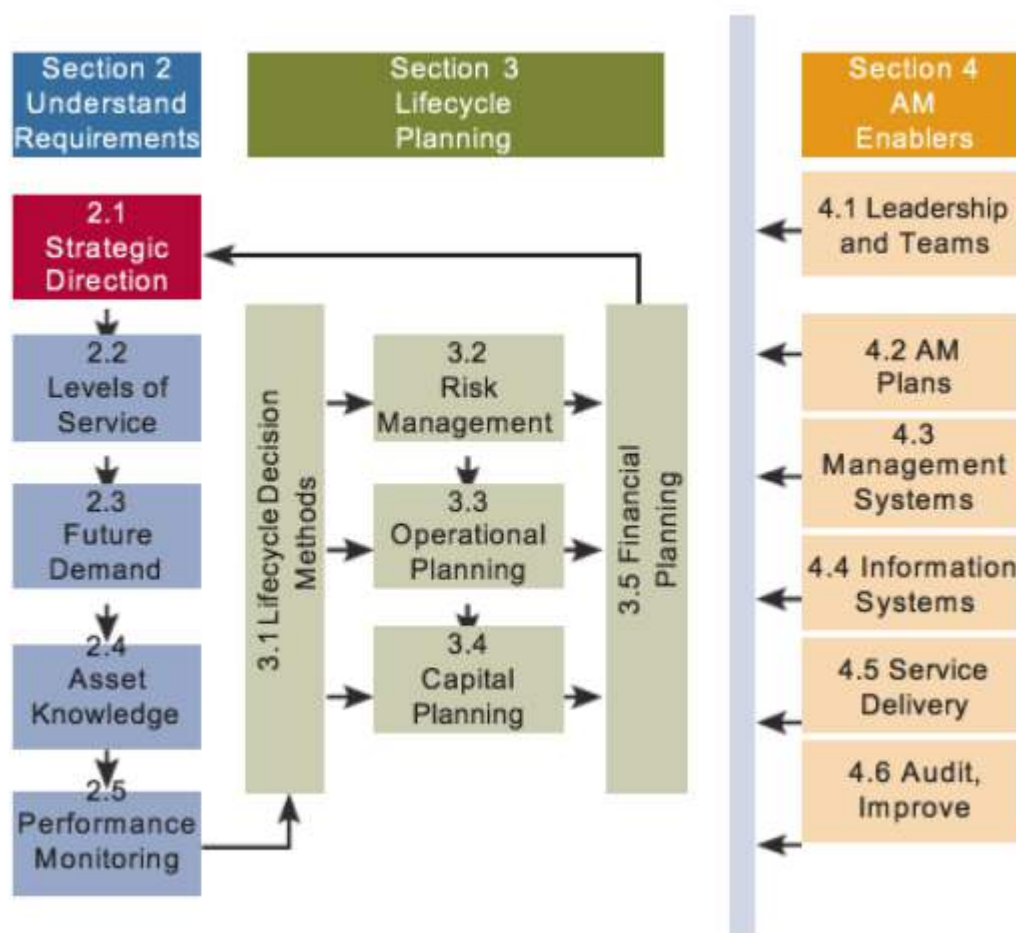 Section 2
Understand
Requirements
Section 3
Lifecycle
Planning
Section 4
AM
Enablers
2.1
Strategic
Direction
2.2
Levels of
Service
2.3
Future
Demand
2.4
Asset
Knowledge
2.5
Performance
Monitoring
3.1 Lifecycle Decision
Methods
3.2
Risk
Management
3.3
Operational
Planning
3.4
Capital
Planning
3.5 Financial
Planning
4.1 Leadership
and Teams
4.2 AM
Plans
4.3
Management
Systems
4.4 Information
Systems
4.5 Service
Delivery
4.6 Audit,
Improve